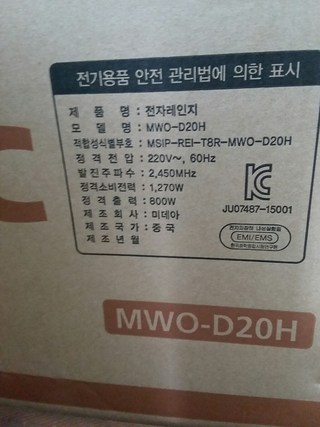 전기용품 안전 관리법에 의한 표시
제 품 명 : 전자레인지
모 델 명 : MWO-D20H
적합성식별부호 : MSIP-REI-T8R-MWO-D20H
정 격 전 압 : 220V~, 60Hz
발 진 주 파 수 : 2,450MHz
정격소비전력 : 1,270W
정 격 출 력 : 800W
제 조 회 사 : 미데아
제 조 국 가 : 중국
제 조 년 월
JU07487-15001
EMI/EMS
MWO-D20H